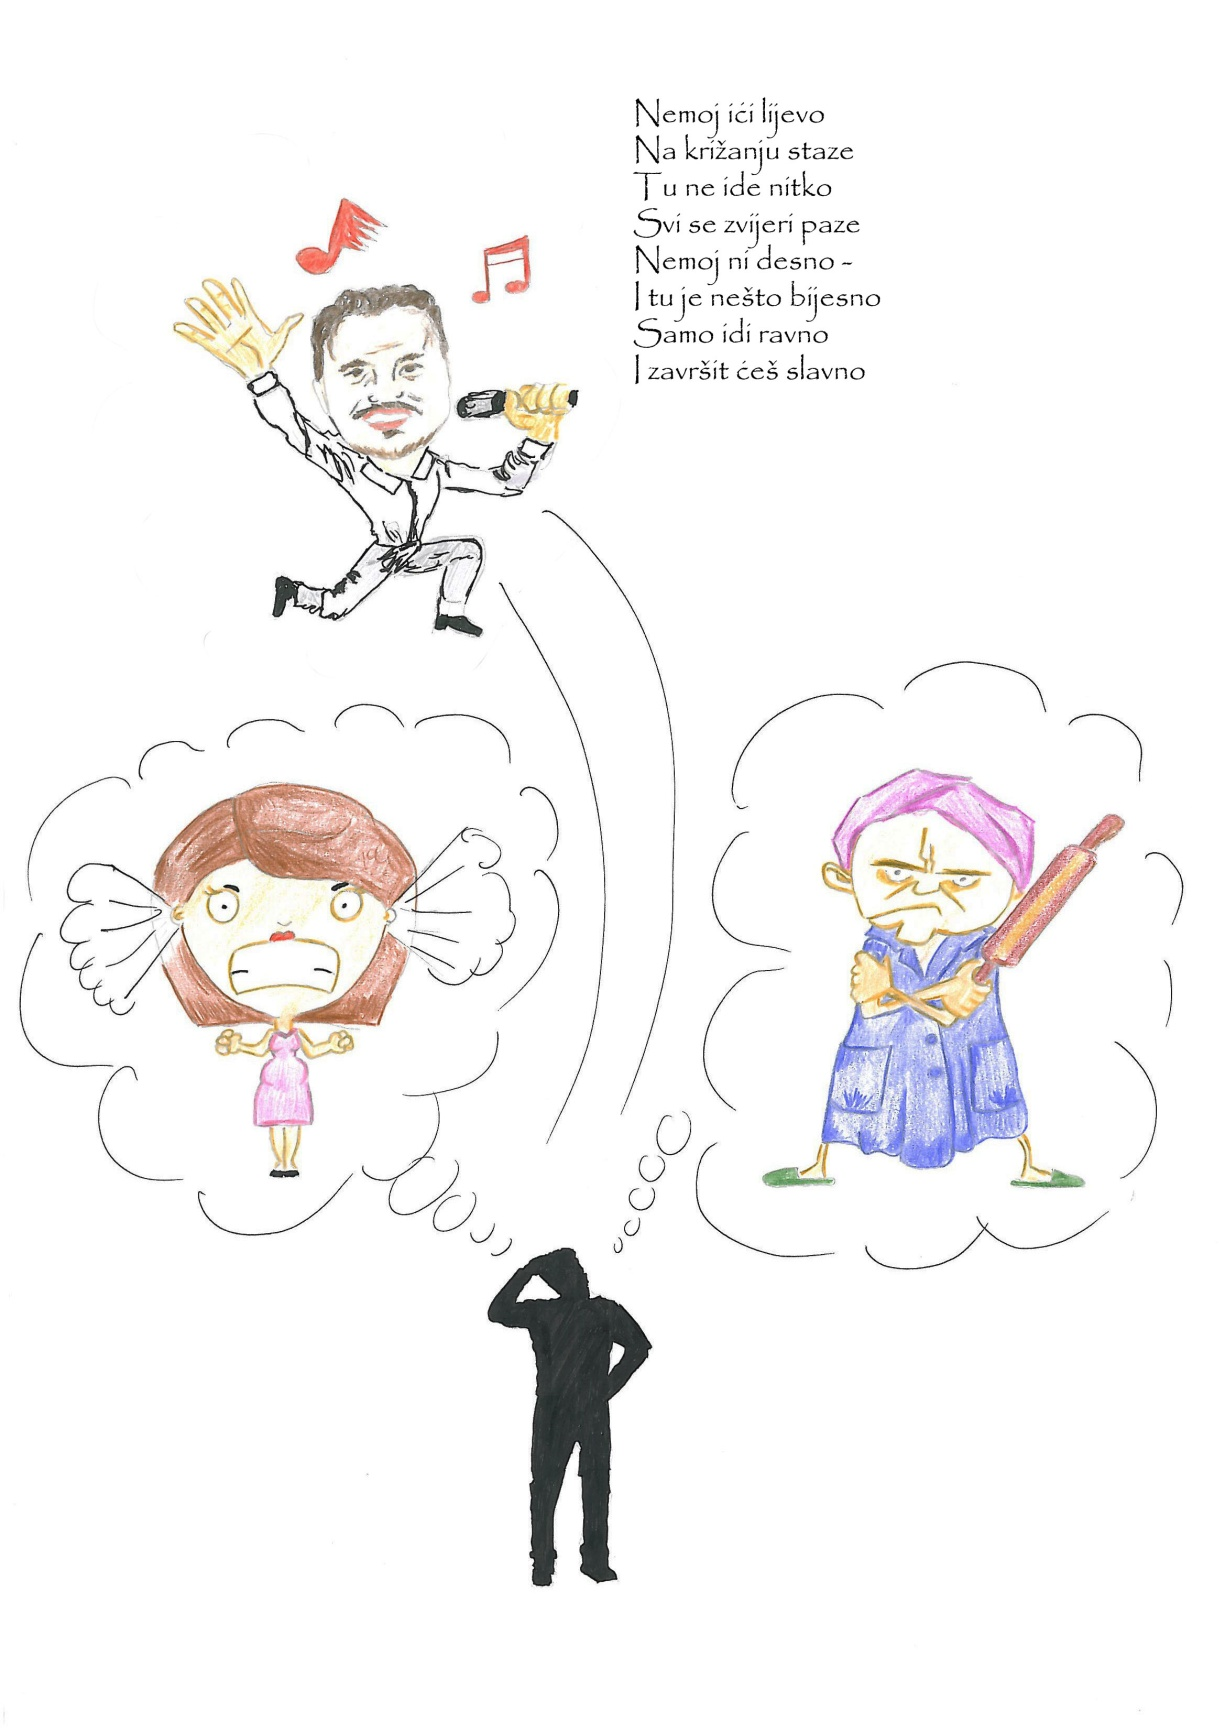 Nemoj ići lijevo
Na križanju staze
Tu ne ide nitko
Svi se zvijeri paze
Nemoj ni desno -
I tu je nešto bijesno
Samo idi ravno
I završit ćeš slavno